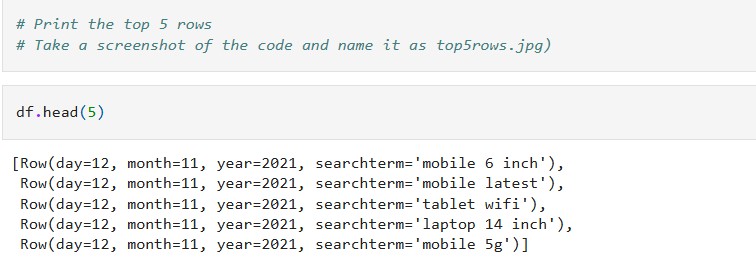 # Print the top 5 rows
# Take a screenshot of the code and name it as top5rows.jpg)
df.head(5)
[Row(day=12, month=11, year=2021, searchterm='mobile 6 inch'),
Row(day=12, month=11, year=2021, searchterm='mobile latest'),
Row(day=12, month=11, year=2021, searchterm='tablet wifi'),
Row(day=12, month=11, year=2021, searchterm='laptop 14 inch'),
Row(day=12, month=11, year=2021, searchterm='mobile 5g')]